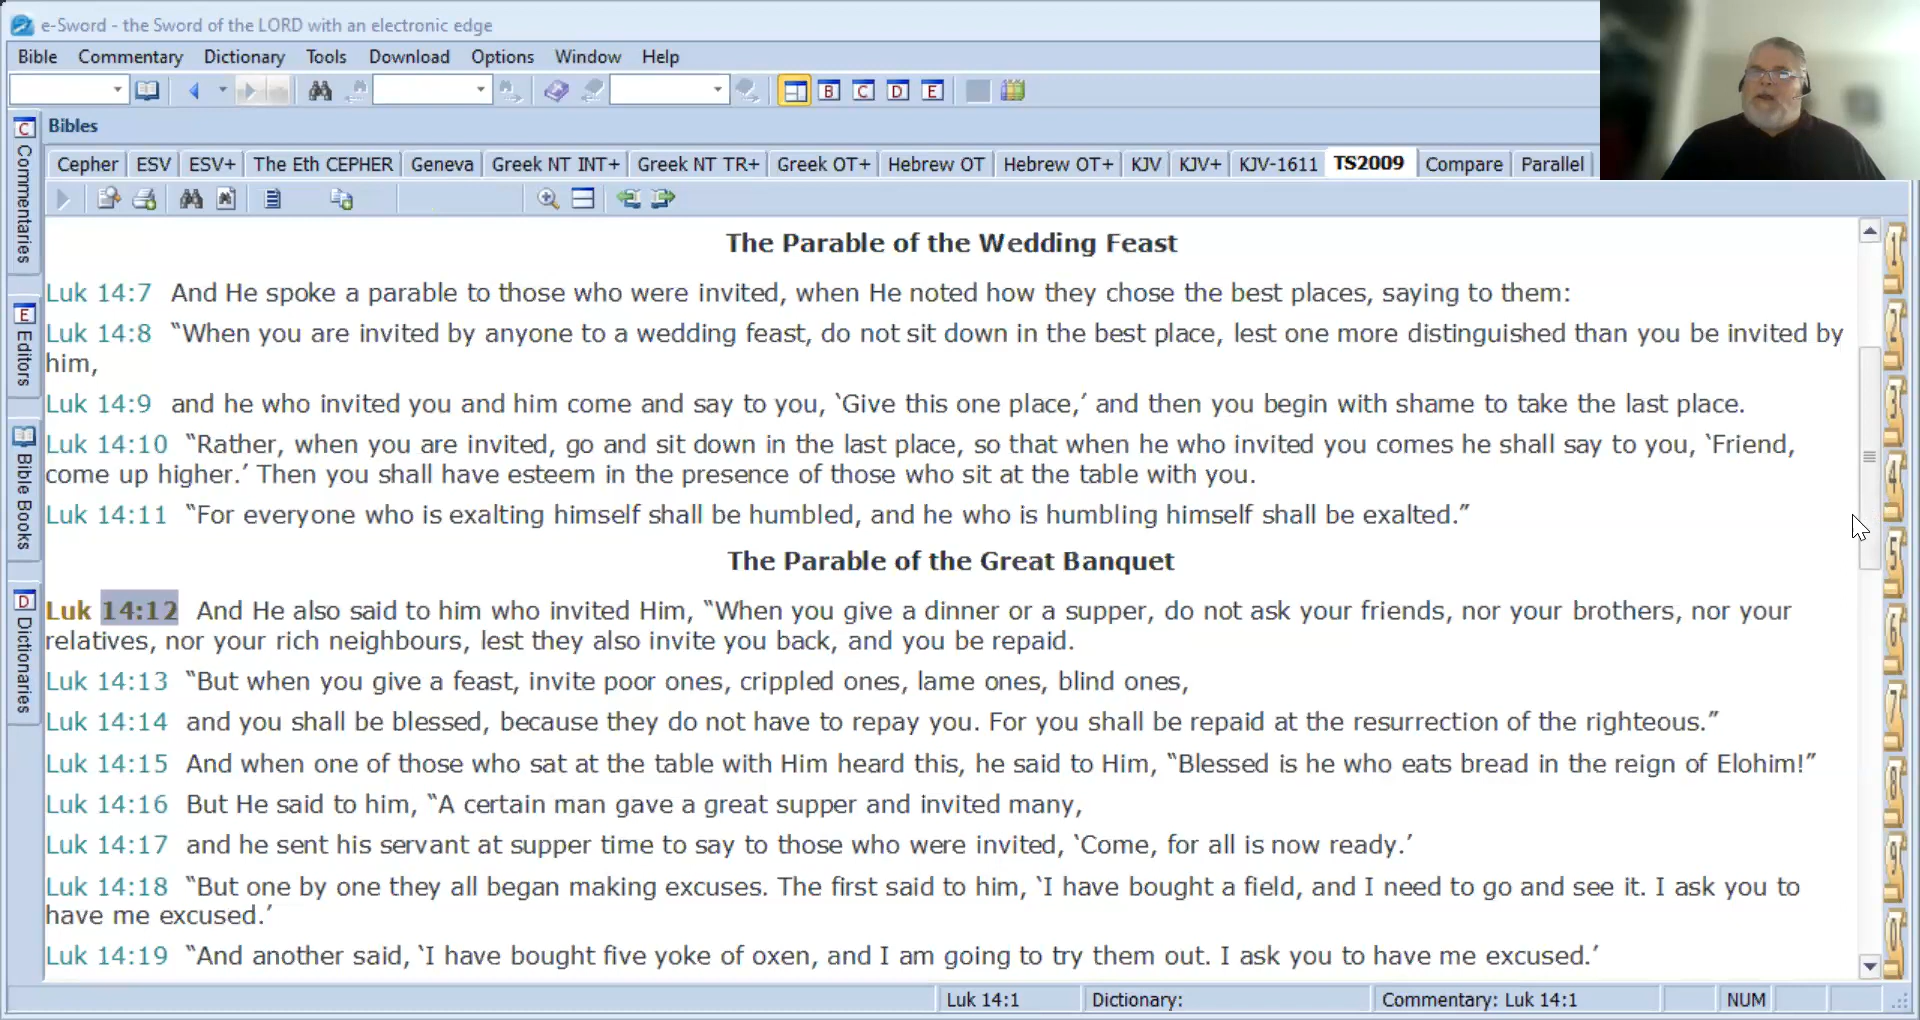 e-Sword - the Sword of the LORD with an electronic edge
Bible Commentary Dictionary Tools Download Options Window Help
B C D E
Bibles
Cepher ESV ESV+ The Eth CEPHER Geneva Greek NT INT+ Greek NT TR+ Greek OT+ Hebrew OT Hebrew OT+ KJV KJV+ KJV-1611 TS2009 Compare Parallel
C Commentaries
E Editors
Bible Books
D Dictionaries
The Parable of the Wedding Feast
Luk 14:7 And He spoke a parable to those who were invited, when He noted how they chose the best places, saying to them:
Luk 14:8 “When you are invited by anyone to a wedding feast, do not sit down in the best place, lest one more distinguished than you be invited by
him,
Luk 14:9 and he who invited you and him come and say to you, ‘Give this one place,’ and then you begin with shame to take the last place.
Luk 14:10 “Rather, when you are invited, go and sit down in the last place, so that when he who invited you comes he shall say to you, ‘Friend,
come up higher.’ Then you shall have esteem in the presence of those who sit at the table with you.
Luk 14:11 “For everyone who is exalting himself shall be humbled, and he who is humbling himself shall be exalted.”
The Parable of the Great Banquet
Luk 14:12 And He also said to him who invited Him, “When you give a dinner or a supper, do not ask your friends, nor your brothers, nor your
relatives, nor your rich neighbours, lest they also invite you back, and you be repaid.
Luk 14:13 “But when you give a feast, invite poor ones, crippled ones, lame ones, blind ones,
Luk 14:14 and you shall be blessed, because they do not have to repay you. For you shall be repaid at the resurrection of the righteous.”
Luk 14:15 And when one of those who sat at the table with Him heard this, he said to Him, “Blessed is he who eats bread in the reign of Elohim!”
Luk 14:16 But He said to him, “A certain man gave a great supper and invited many,
Luk 14:17 and he sent his servant at supper time to say to those who were invited, ‘Come, for all is now ready.’
Luk 14:18 “But one by one they all began making excuses. The first said to him, ‘I have bought a field, and I need to go and see it. I ask you to
have me excused.’
Luk 14:19 “And another said, ‘I have bought five yoke of oxen, and I am going to try them out. I ask you to have me excused.’
1
2
3
4
5
6
7
8
9
0
Luk 14:1 Dictionary: Commentary: Luk 14:1 NUM